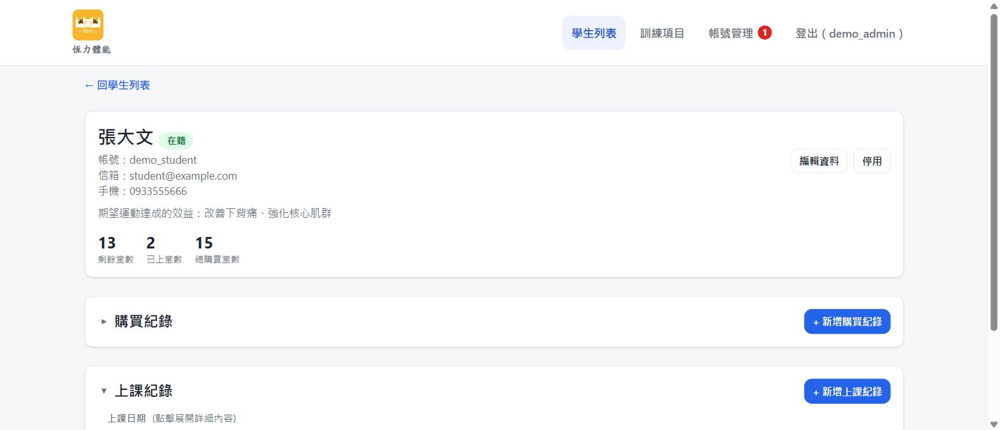 恆力體能
學生列表
訓練項目
帳號管理 1
登出 ( demo_admin )
← 回學生列表
張大文 在籍
帳號：demo_student
信箱：student@example.com
手機：0933555666
期望運動達成的效益：改善下背痛、強化核心肌群
編輯資料
停用
13 2 15
剩餘堂數 已上堂數 總購買堂數
▸ 購買紀錄
+ 新增購買紀錄
▾ 上課紀錄
+ 新增上課紀錄
上課日期 (點擊展開詳細內容)